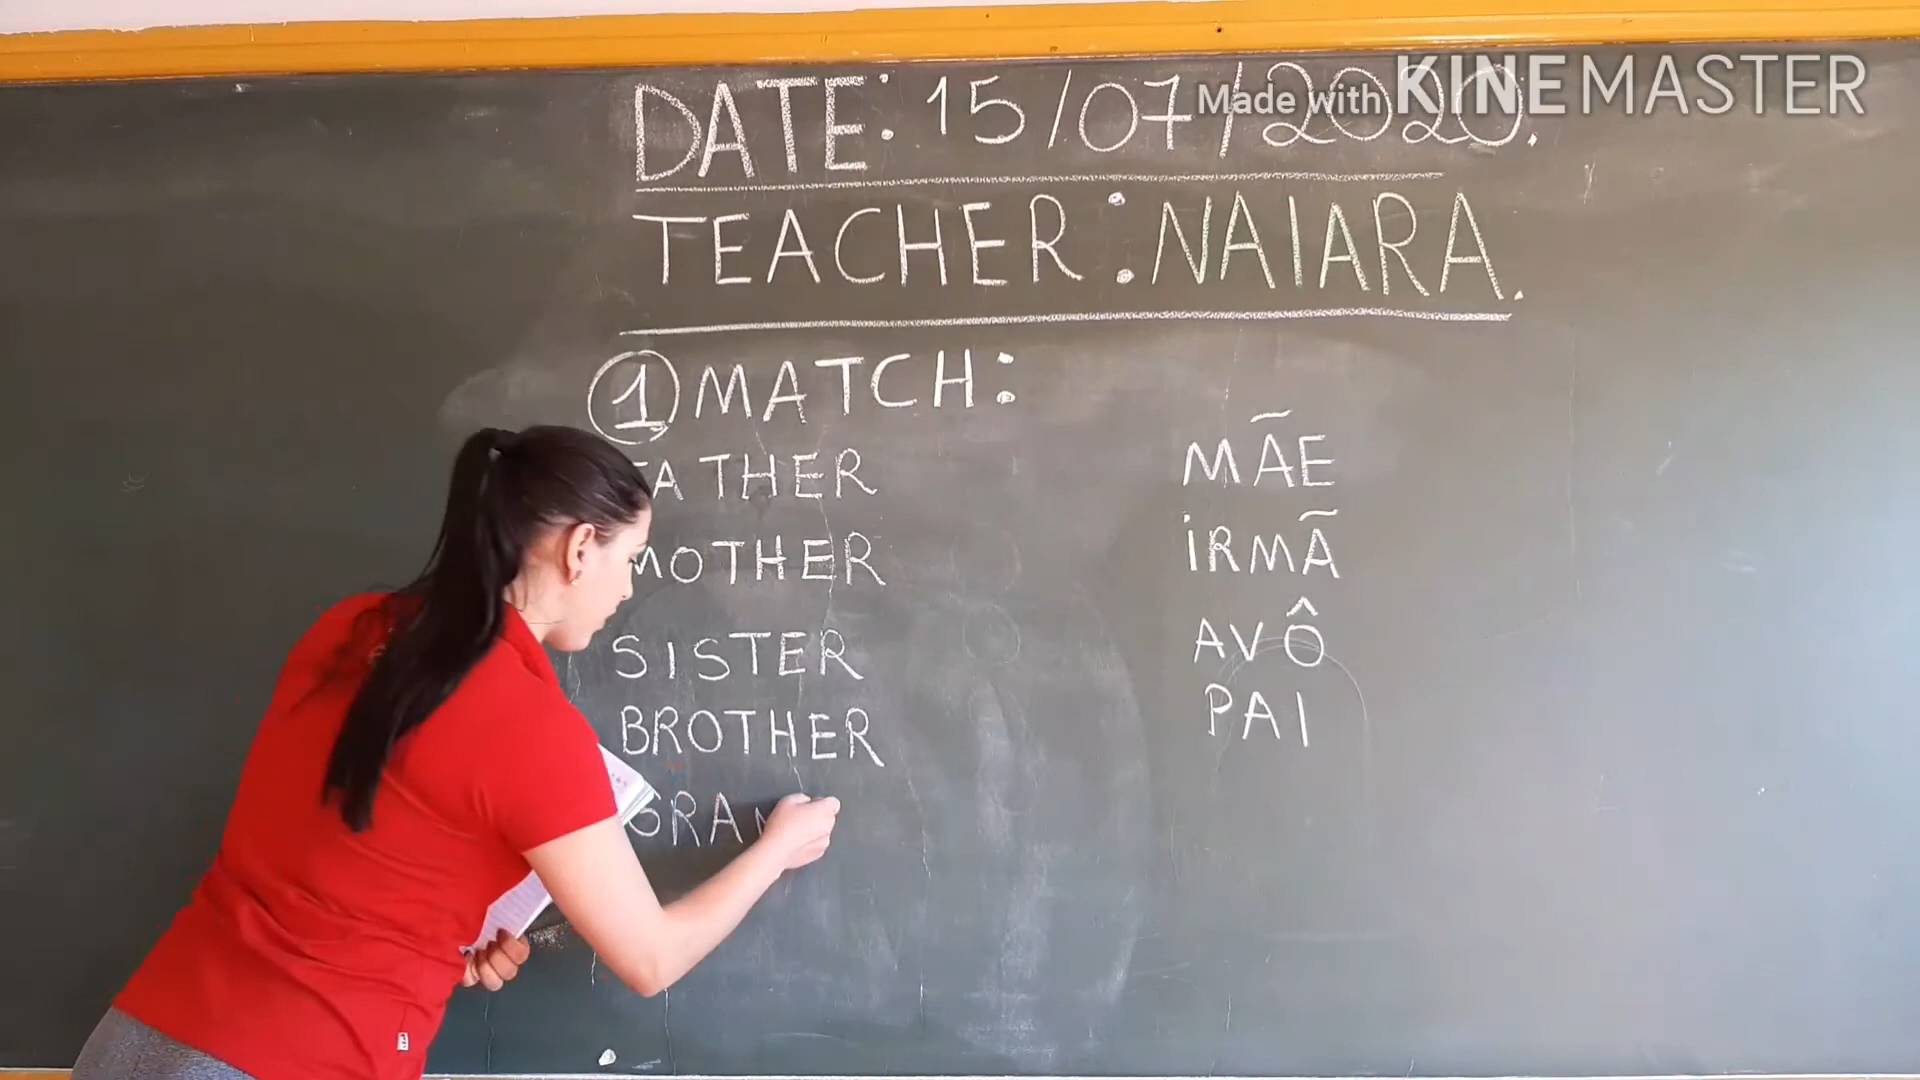 DATE: 15/07/2020.
Made with KINEMASTER
TEACHER: NAIARA.
1 MATCH:
FATHER MÃE
MOTHER IRMÃ
SISTER AVÔ
BROTHER PAI
GRAN